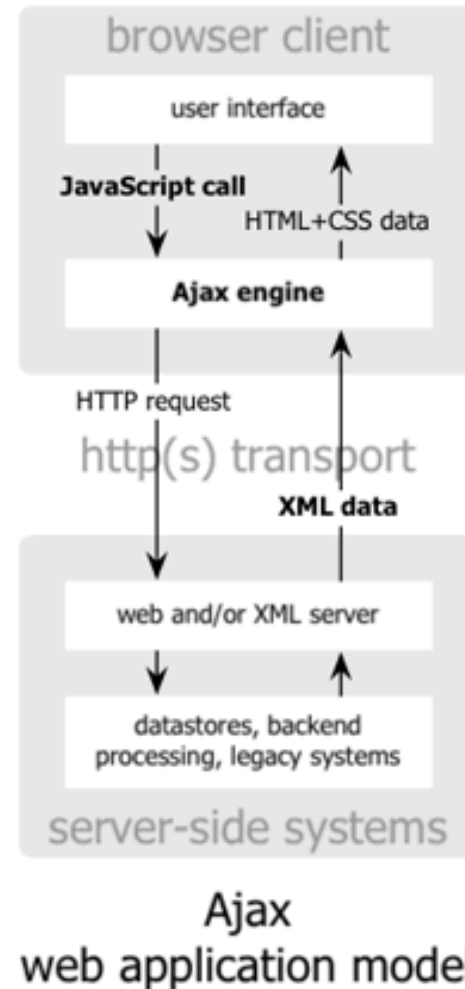 browser client
user interface
JavaScript call
HTML+CSS data
Ajax engine
HTTP request
http(s) transport
XML data
web and/or XML server
datastores, backend
processing, legacy systems
server-side systems
Ajax
web application model